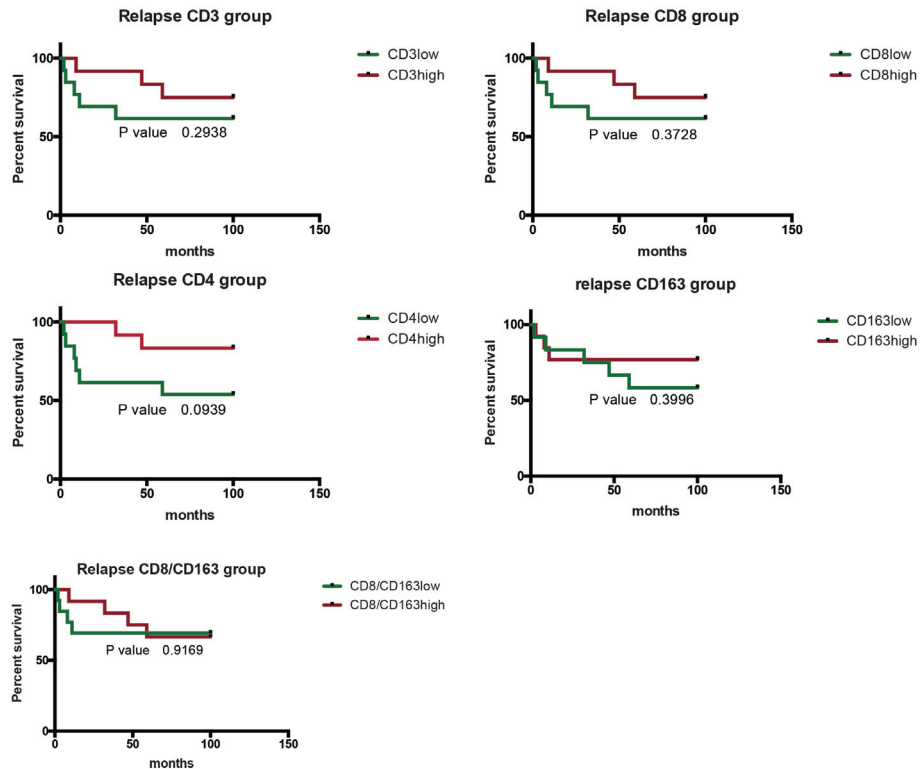 Relapse CD3 group
CD3low
CD3high
100
50
0
Percent survival
P value 0.2938
0 50 100 150
months
Relapse CD8 group
CD8low
CD8high
100
50
0
Percent survival
P value 0.3728
0 50 100 150
months
Relapse CD4 group
CD4low
CD4high
100
50
0
Percent survival
P value 0.0939
0 50 100 150
months
relapse CD163 group
CD163low
CD163high
100
50
0
Percent survival
P value 0.3996
0 50 100 150
months
Relapse CD8/CD163 group
CD8/CD163low
CD8/CD163high
100
50
0
Percent survival
P value 0.9169
0 50 100 150
months